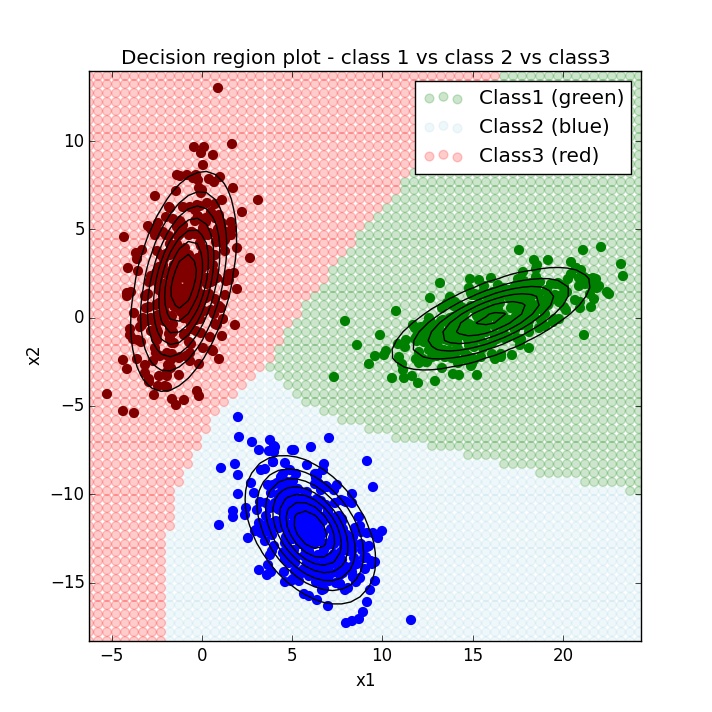 Decision region plot - class 1 vs class 2 vs class3
Class1 (green)
Class2 (blue)
Class3 (red)
10
5
0
−5
−10
−15
x2
−5 0 5 10 15 20
x1